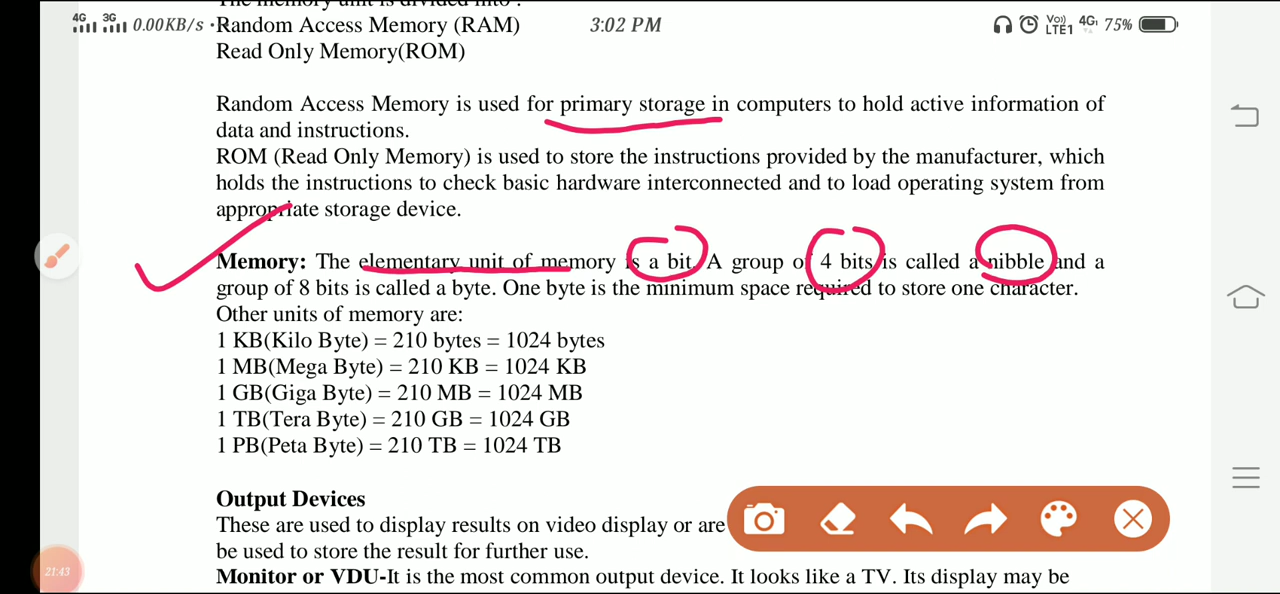 The memory unit is divided into :
4G 3G 0.00KB/s · Random Access Memory (RAM) 3:02 PM Vo)) LTE1 4G 75%
Read Only Memory(ROM)
Random Access Memory is used for primary storage in computers to hold active information of
data and instructions.
ROM (Read Only Memory) is used to store the instructions provided by the manufacturer, which
holds the instructions to check basic hardware interconnected and to load operating system from
appropriate storage device.
Memory: The elementary unit of memory is a bit. A group of 4 bits is called a nibble and a
group of 8 bits is called a byte. One byte is the minimum space required to store one character.
Other units of memory are:
1 KB(Kilo Byte) = 210 bytes = 1024 bytes
1 MB(Mega Byte) = 210 KB = 1024 KB
1 GB(Giga Byte) = 210 MB = 1024 MB
1 TB(Tera Byte) = 210 GB = 1024 GB
1 PB(Peta Byte) = 210 TB = 1024 TB
Output Devices
These are used to display results on video display or are
be used to store the result for further use.
21:43
Monitor or VDU-It is the most common output device. It looks like a TV. Its display may be